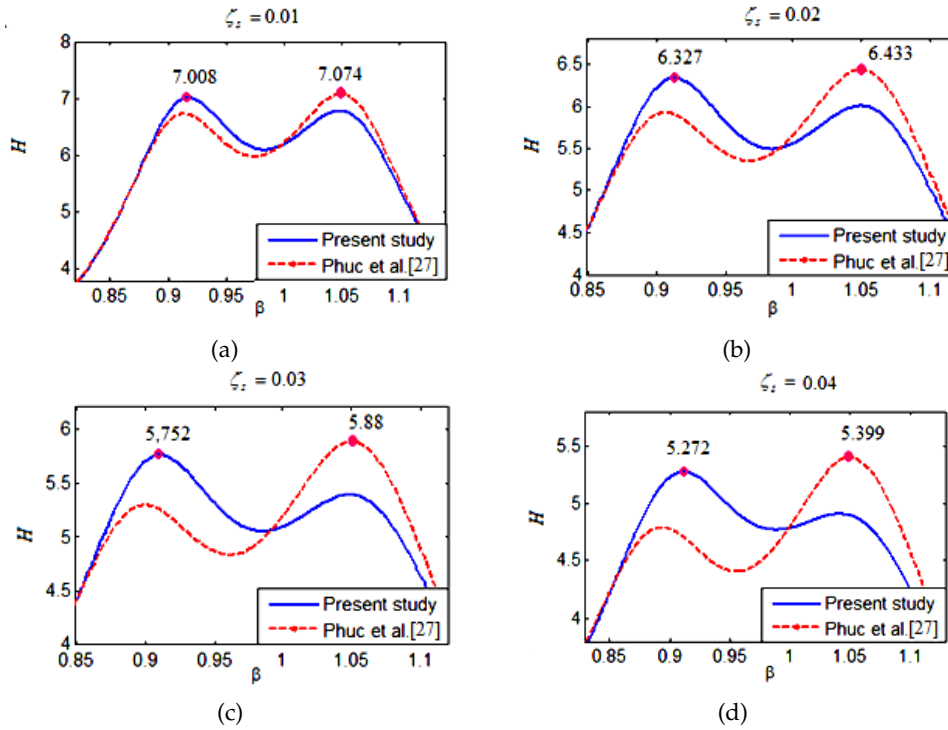 ζs = 0.01
8
7
6
5
4
H
7.008
7.074
Present study
Phuc et al.[27]
0.85 0.9 0.95 1 1.05 1.1
β
(a)
ζs = 0.02
6.5
6
5.5
5
4.5
4
H
6.327
6.433
Present study
Phuc et al.[27]
0.85 0.9 0.95 1 1.05 1.1
β
(b)
ζs = 0.03
6
5.5
5
4.5
4
H
5,752
5.88
Present study
Phuc et al.[27]
0.85 0.9 0.95 1 1.05 1.1
β
(c)
ζs = 0.04
5.5
5
4.5
4
H
5.272
5.399
Present study
Phuc et al.[27]
0.85 0.9 0.95 1 1.05 1.1
β
(d)